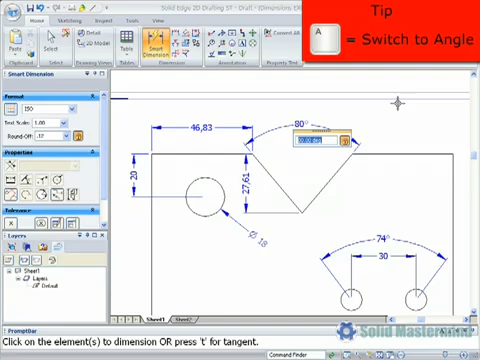 Solid Edge 2D Drafting ST - Draft - [Dimensions
Tip
A
= Switch to Angle
Home
Sketching
Inspect
Tools
View
Paste
Clipboard
Select
Detail
2D Model
Drawing Views
Table
Tables
Smart
Dimension
Dimension
Annotation
Convert All
Property Text
Smart Dimension
Format
ISO
Text Scale: 1.00
Round-Off: .12
Properties
Tolerance
x
Layers
Sheet1
Layers
Default
46,83
80°
20
27,61
Ø 18
74°
30
Sheet1
Sheet2
Solid Mastermind
PromptBar
Click on the element(s) to dimension OR press 't' for tangent.
Command Finder